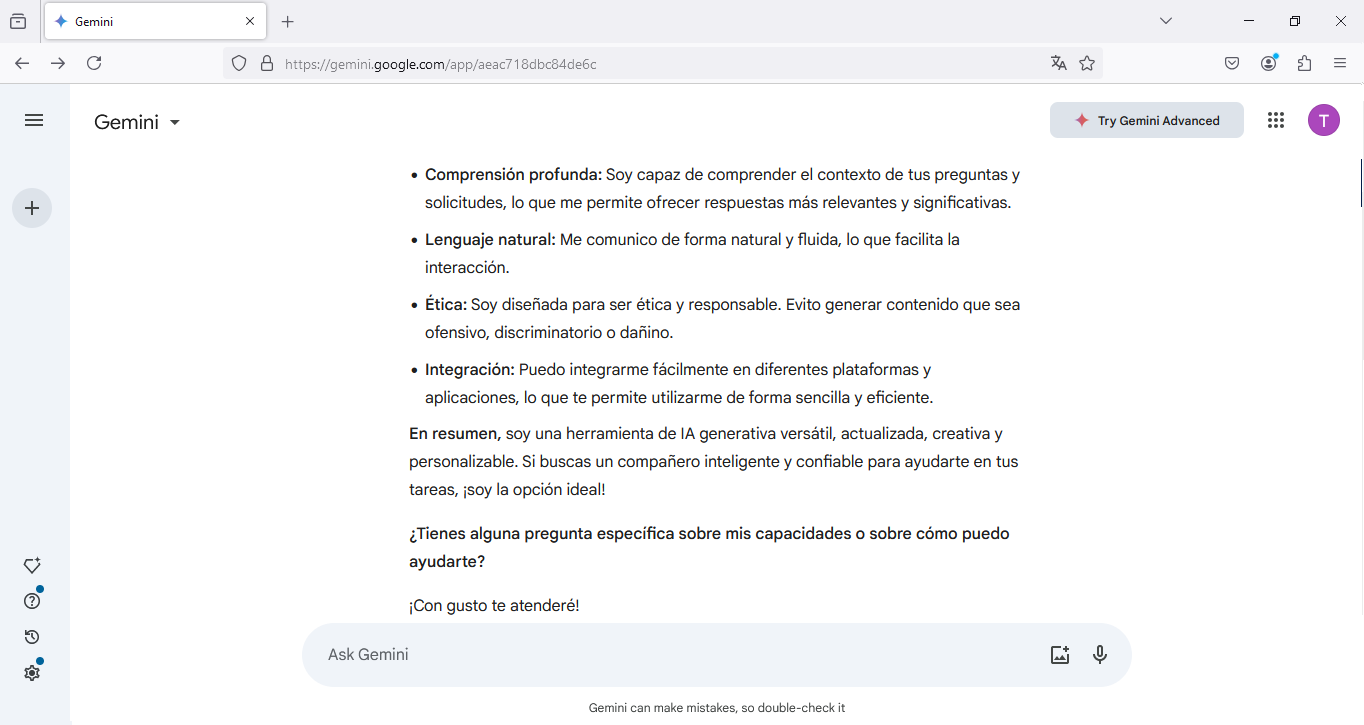 Gemini
https://gemini.google.com/app/aeac718dbc84de6c
Gemini
Try Gemini Advanced
T
• Comprensión profunda: Soy capaz de comprender el contexto de tus preguntas y
solicitudes, lo que me permite ofrecer respuestas más relevantes y significativas.
• Lenguaje natural: Me comunico de forma natural y fluida, lo que facilita la
interacción.
• Ética: Soy diseñada para ser ética y responsable. Evito generar contenido que sea
ofensivo, discriminatorio o dañino.
• Integración: Puedo integrarme fácilmente en diferentes plataformas y
aplicaciones, lo que te permite utilizarme de forma sencilla y eficiente.
En resumen, soy una herramienta de IA generativa versátil, actualizada, creativa y
personalizable. Si buscas un compañero inteligente y confiable para ayudarte en tus
tareas, ¡soy la opción ideal!
¿Tienes alguna pregunta específica sobre mis capacidades o sobre cómo puedo
ayudarte?
¡Con gusto te atenderé!
Ask Gemini
Gemini can make mistakes, so double-check it